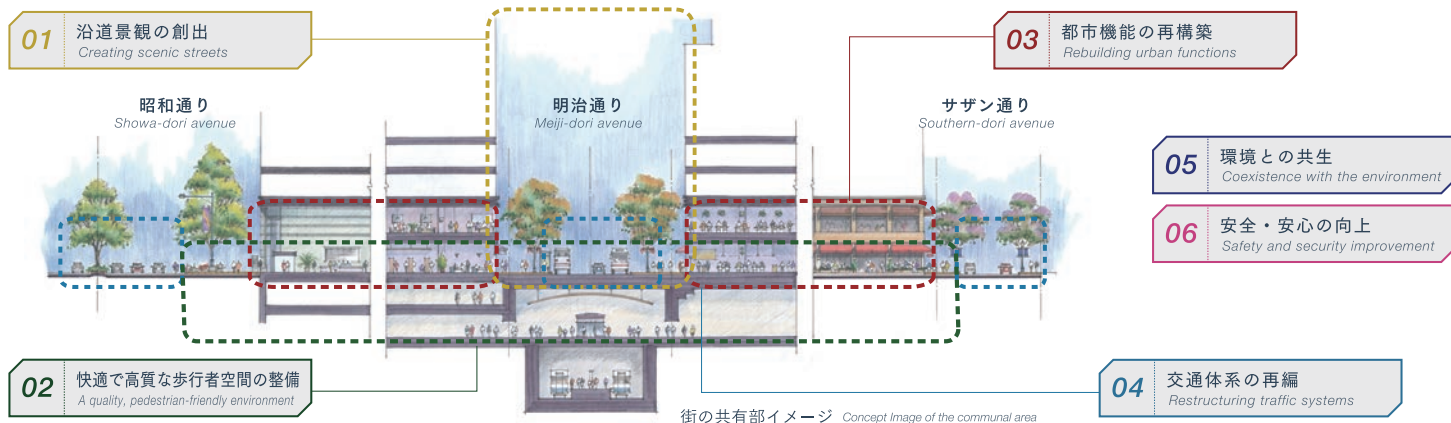 01
沿道景観の創出
Creating scenic streets
03
都市機能の再構築
Rebuilding urban functions
昭和通り
Showa-dori avenue
明治通り
Meiji-dori avenue
サザン通り
Southern-dori avenue
05
環境との共生
Coexistence with the environment
06
安全・安心の向上
Safety and security improvement
02
快適で高質な歩行者空間の整備
A quality, pedestrian-friendly environment
04
交通体系の再編
Restructuring traffic systems
街の共有部イメージ Concept Image of the communal area